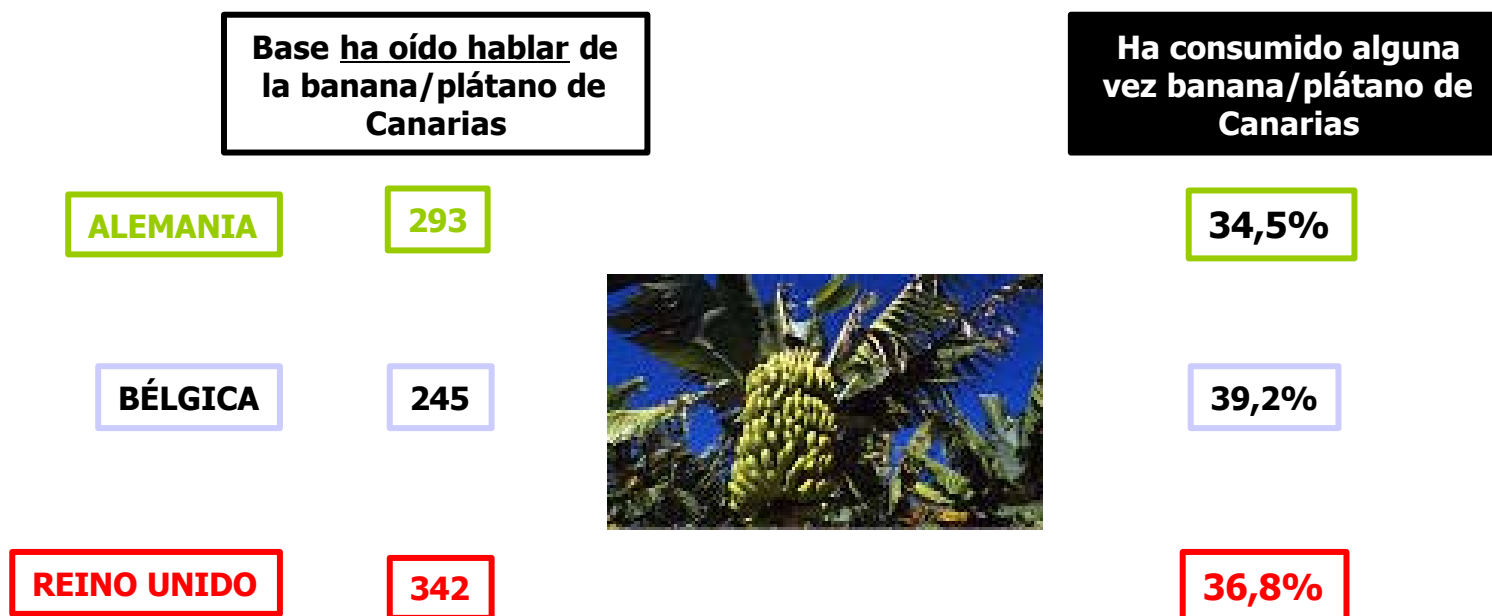 Base ha oído hablar de
la banana/plátano de
Canarias
Ha consumido alguna
vez banana/plátano de
Canarias
ALEMANIA
293
34,5%
BÉLGICA
245
39,2%
REINO UNIDO
342
36,8%